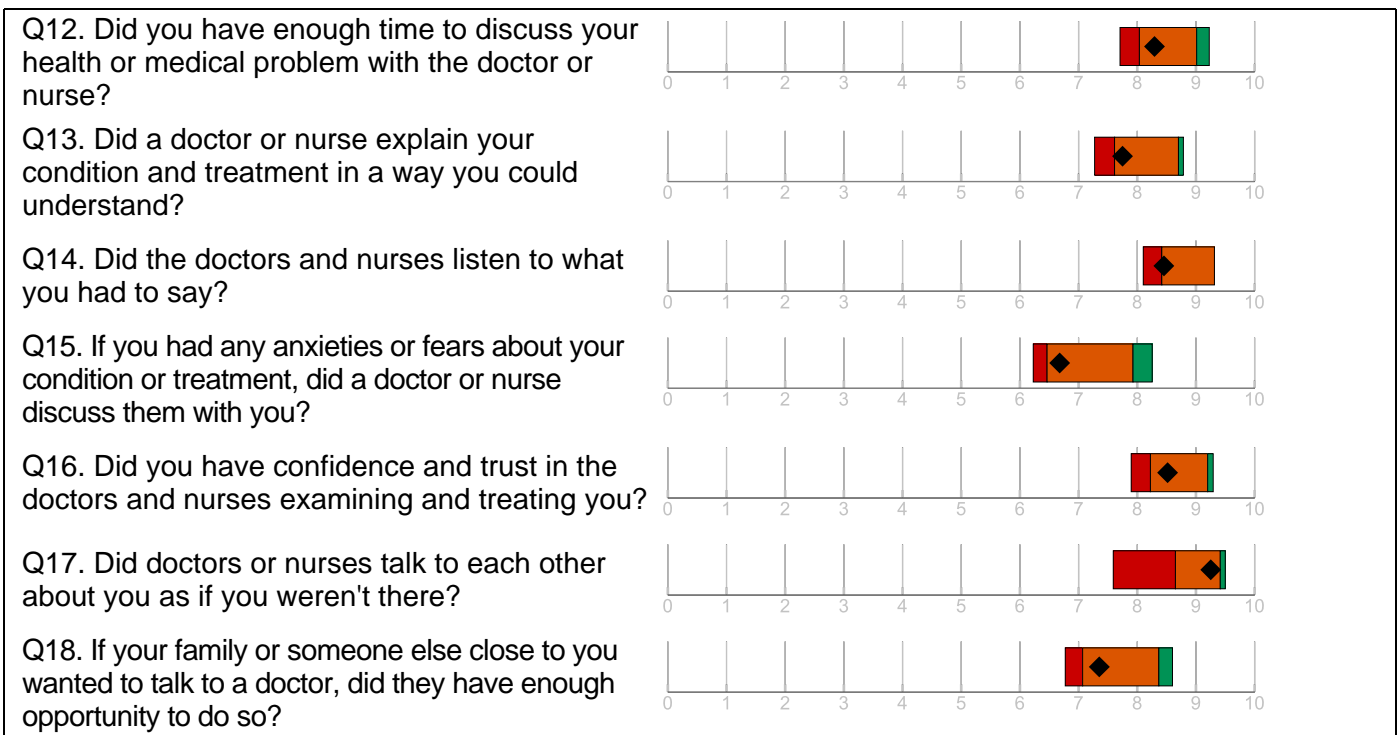 Q12. Did you have enough time to discuss your
health or medical problem with the doctor or
nurse?
0 1 2 3 4 5 6 7 8 9 10
Q13. Did a doctor or nurse explain your
condition and treatment in a way you could
understand?
0 1 2 3 4 5 6 7 8 9 10
Q14. Did the doctors and nurses listen to what
you had to say?
0 1 2 3 4 5 6 7 8 9 10
Q15. If you had any anxieties or fears about your
condition or treatment, did a doctor or nurse
discuss them with you?
0 1 2 3 4 5 6 7 8 9 10
Q16. Did you have confidence and trust in the
doctors and nurses examining and treating you?
0 1 2 3 4 5 6 7 8 9 10
Q17. Did doctors or nurses talk to each other
about you as if you weren't there?
0 1 2 3 4 5 6 7 8 9 10
Q18. If your family or someone else close to you
wanted to talk to a doctor, did they have enough
opportunity to do so?
0 1 2 3 4 5 6 7 8 9 10